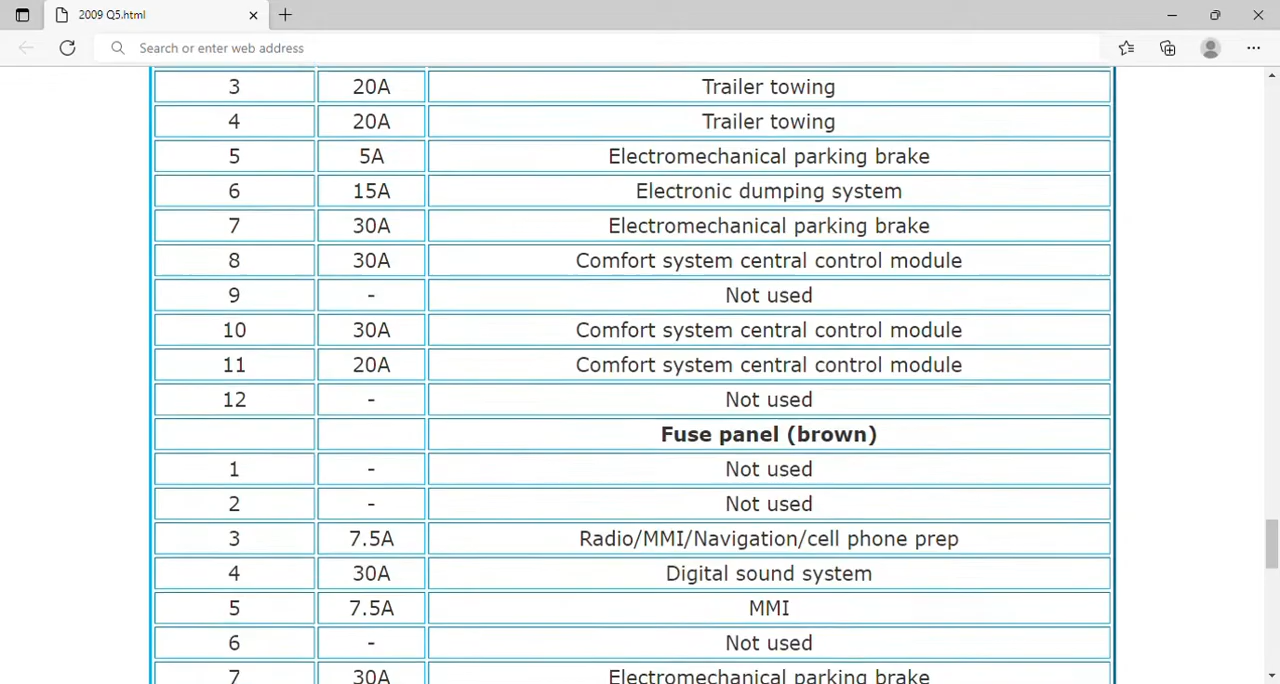 2009 Q5.html
Search or enter web address
3 20A Trailer towing
4 20A Trailer towing
5 5A Electromechanical parking brake
6 15A Electronic dumping system
7 30A Electromechanical parking brake
8 30A Comfort system central control module
9 - Not used
10 30A Comfort system central control module
11 20A Comfort system central control module
12 - Not used
Fuse panel (brown)
1 - Not used
2 - Not used
3 7.5A Radio/MMI/Navigation/cell phone prep
4 30A Digital sound system
5 7.5A MMI
6 - Not used
7 30A Electromechanical parking brake